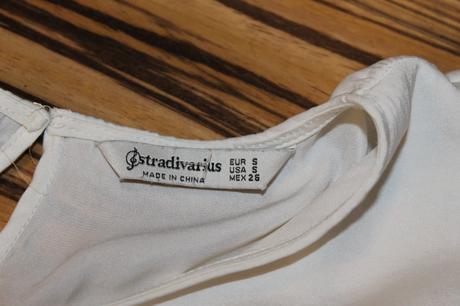 stradivarius
MADE IN CHINA
EUR S
USA S
MEX 26